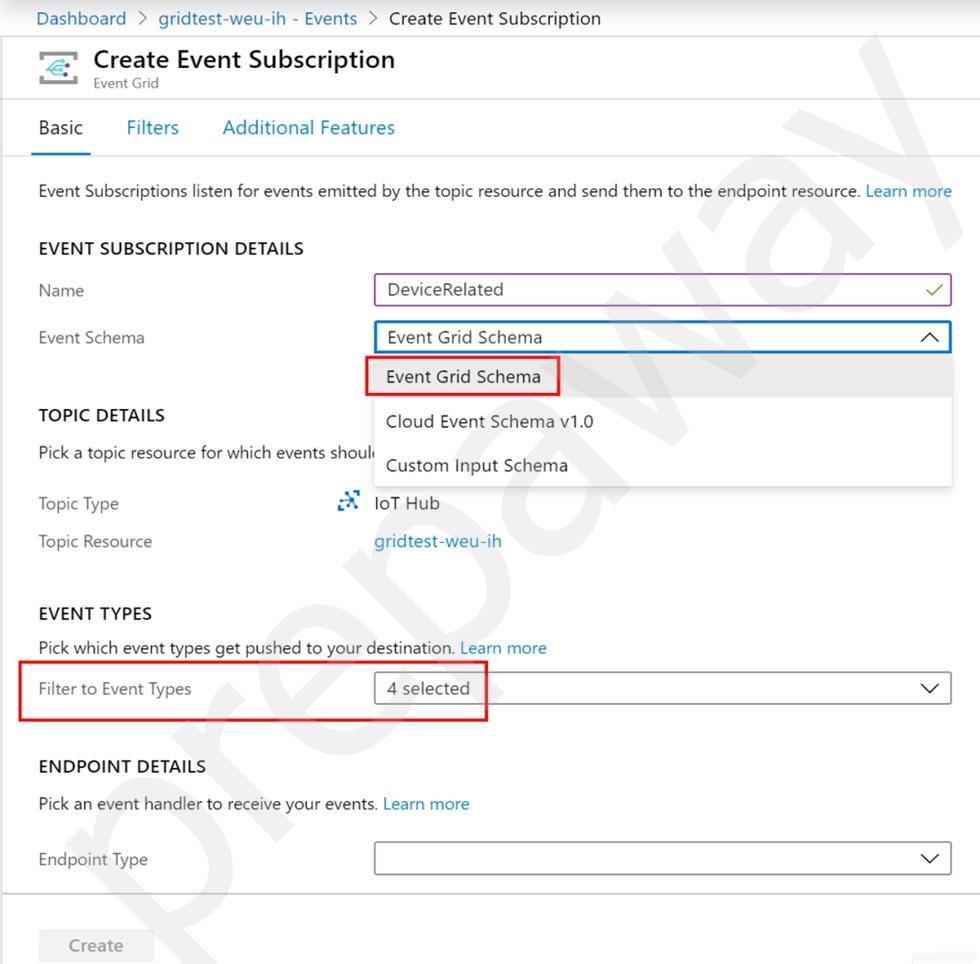 Dashboard > gridtest-weu-ih - Events > Create Event Subscription
Create Event Subscription
Event Grid
Basic Filters Additional Features
Event Subscriptions listen for events emitted by the topic resource and send them to the endpoint resource. Learn more
EVENT SUBSCRIPTION DETAILS
Name DeviceRelated
Event Schema Event Grid Schema
Event Grid Schema
Cloud Event Schema v1.0
Custom Input Schema
TOPIC DETAILS
Pick a topic resource for which events should
Topic Type IoT Hub
Topic Resource gridtest-weu-ih
EVENT TYPES
Pick which event types get pushed to your destination. Learn more
Filter to Event Types 4 selected
ENDPOINT DETAILS
Pick an event handler to receive your events. Learn more
Endpoint Type
Create
prepaway